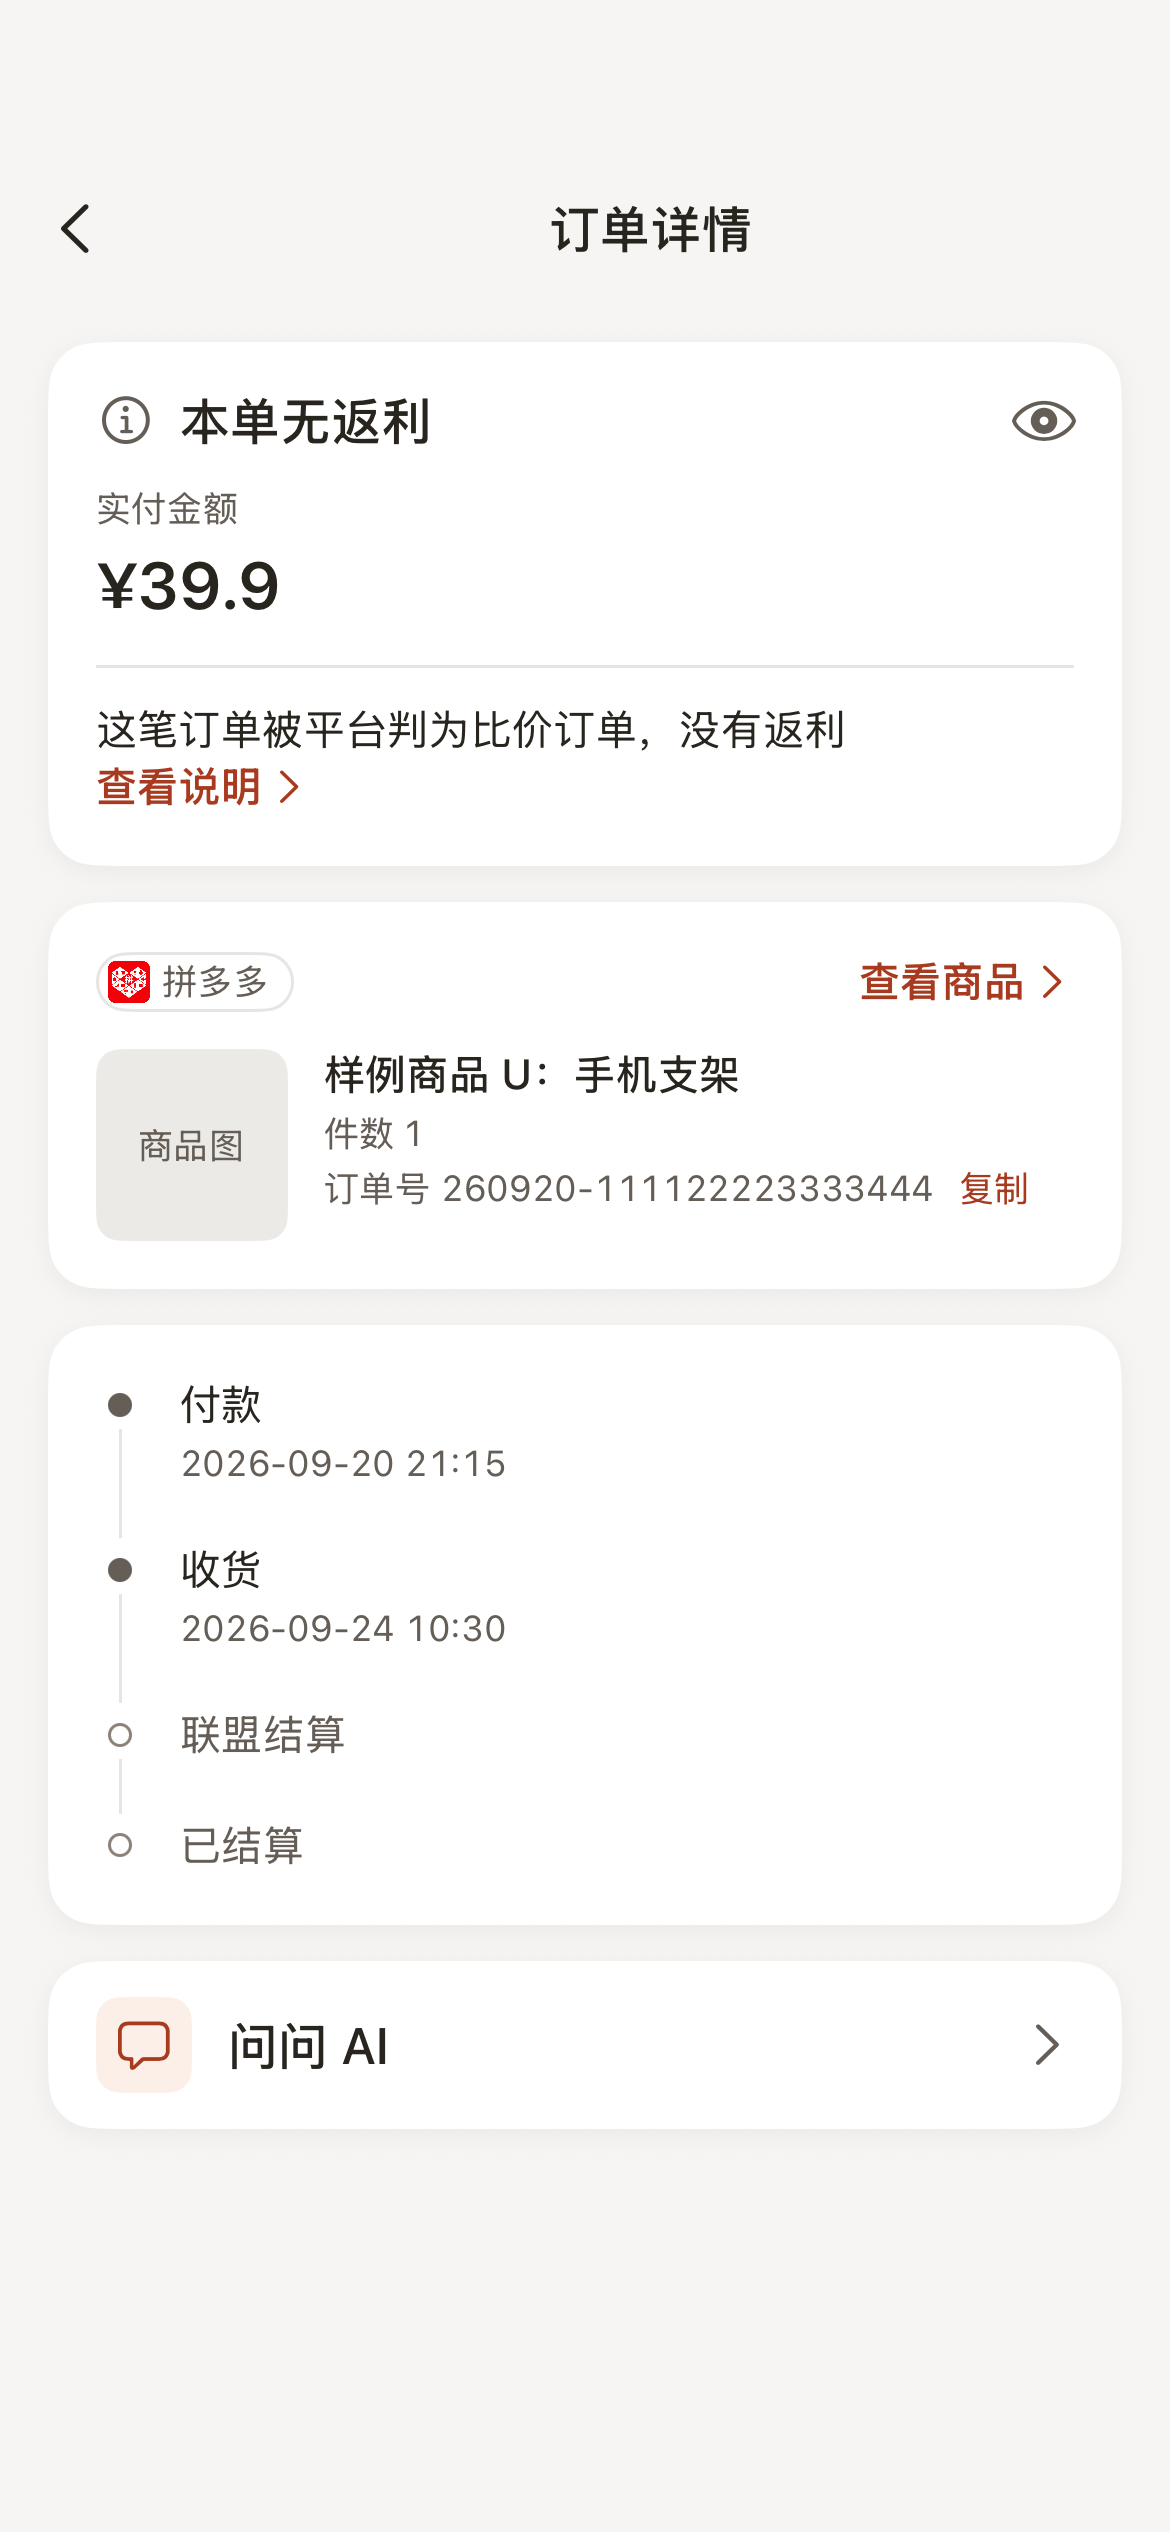 订单详情
本单无返利
实付金额
¥39.9
这笔订单被平台判为比价订单，没有返利
查看说明
拼多多
查看商品
商品图
样例商品 U：手机支架
件数 1
订单号 260920-111122223333444 复制
付款
2026-09-20 21:15
收货
2026-09-24 10:30
联盟结算
已结算
问问 AI